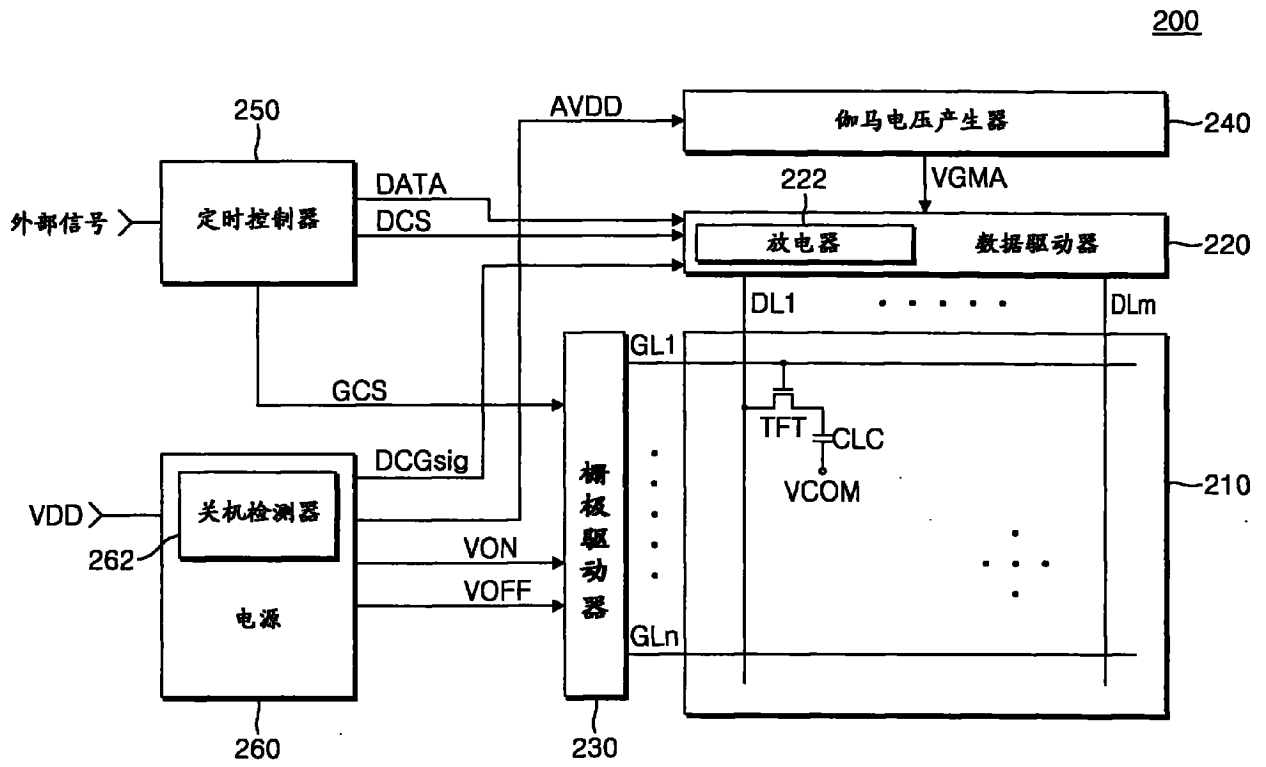 200
250
AVDD
伽马电压产生器
240
DATA
222
VGMA
外部信号
定时控制器
DCS
放电器
数据驱动器
220
DL1
DLm
GL1
GCS
TFT
CLC
DCGsig
VCOM
210
VDD
关机检测器
262
VON
栅极驱动器
VOFF
电源
GLn
260
230